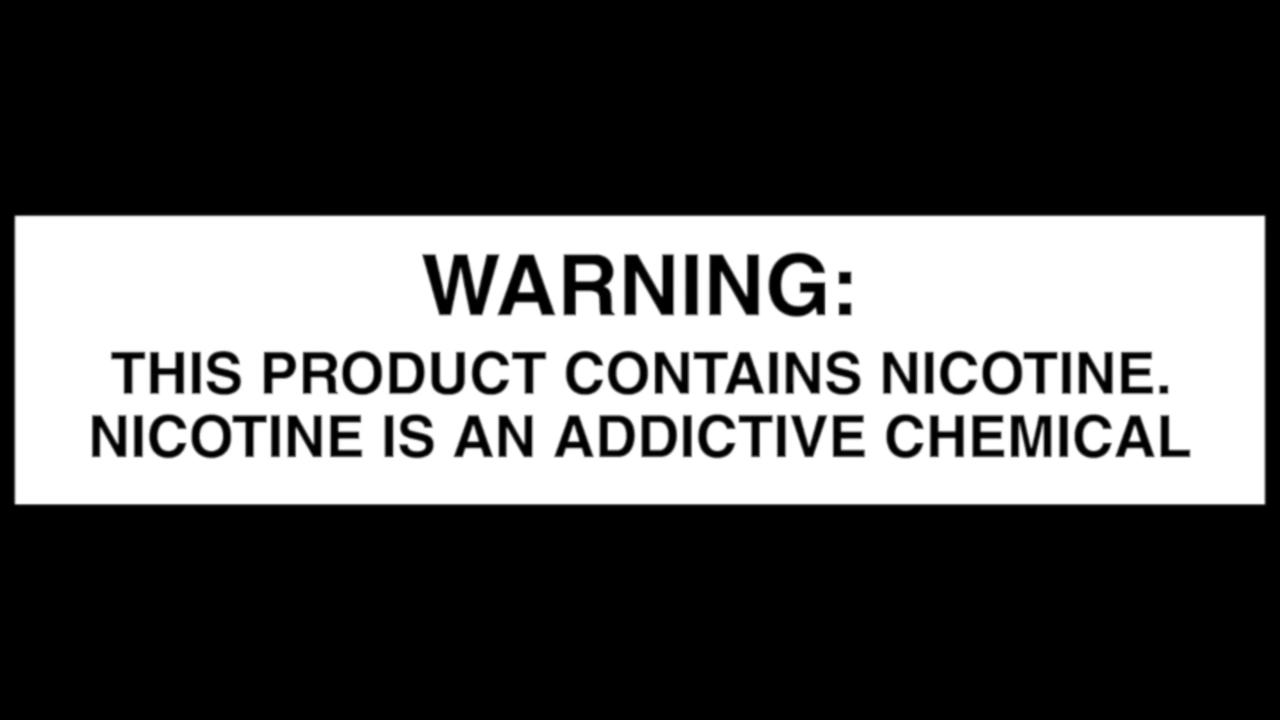 WARNING:
THIS PRODUCT CONTAINS NICOTINE.
NICOTINE IS AN ADDICTIVE CHEMICAL